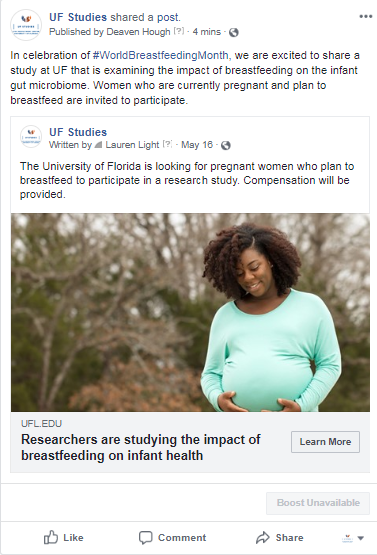 UF Studies shared a post.
Published by Deaven Hough [?] · 4 mins ·
In celebration of #WorldBreastfeedingMonth, we are excited to share a
study at UF that is examining the impact of breastfeeding on the infant
gut microbiome. Women who are currently pregnant and plan to
breastfeed are invited to participate.
UF Studies
Written by Lauren Light [?] · May 16 ·
The University of Florida is looking for pregnant women who plan to
breastfeed to participate in a research study. Compensation will be
provided.
UFL.EDU
Researchers are studying the impact of
breastfeeding on infant health
Learn More
Boost Unavailable
Like Comment Share